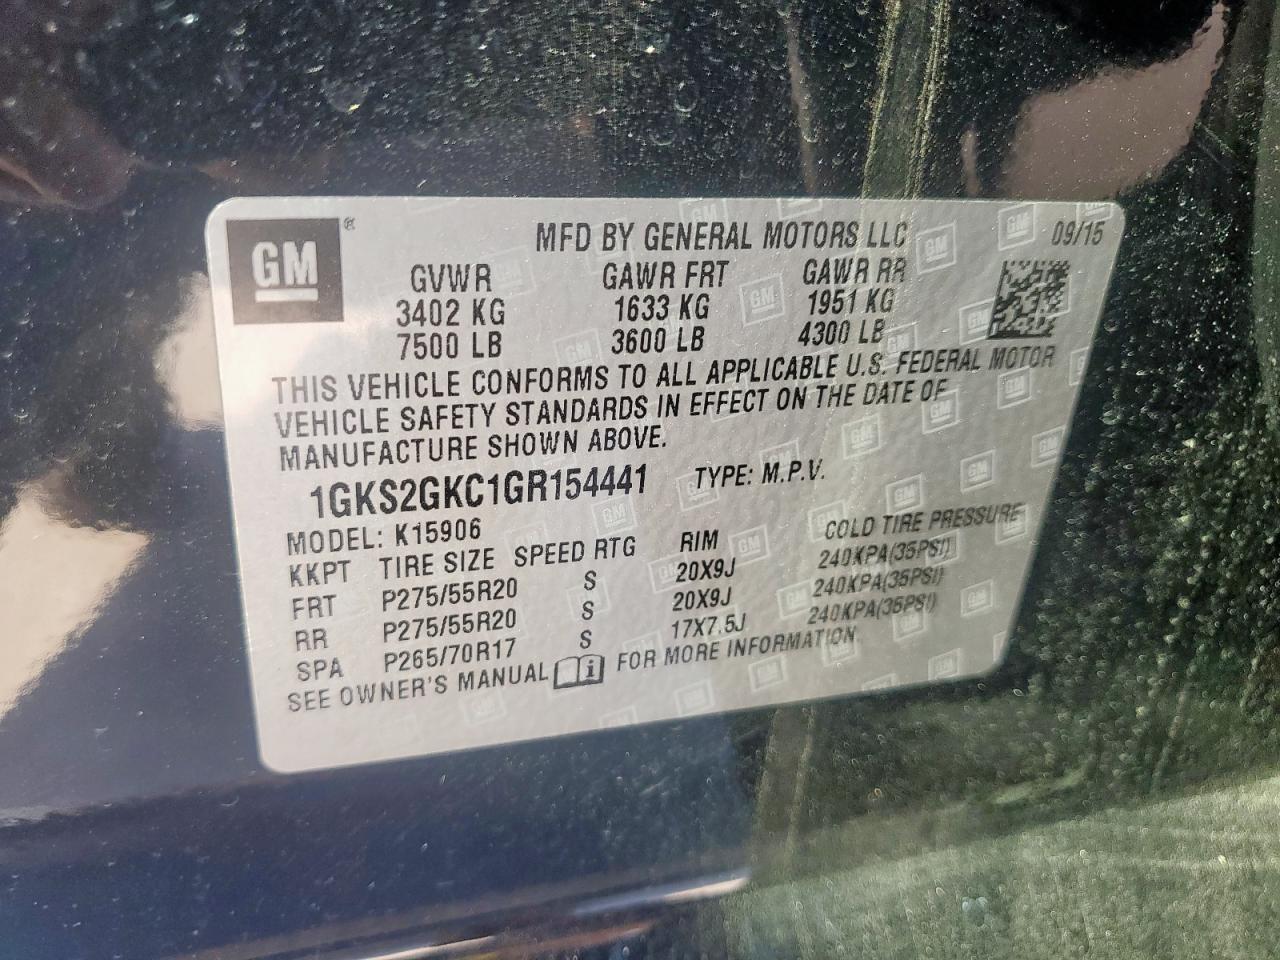 GM ®
MFD BY GENERAL MOTORS LLC 09/15
GVWR GAWR FRT GAWR RR
3402 KG 1633 KG 1951 KG
7500 LB 3600 LB 4300 LB
THIS VEHICLE CONFORMS TO ALL APPLICABLE U.S. FEDERAL MOTOR
VEHICLE SAFETY STANDARDS IN EFFECT ON THE DATE OF
MANUFACTURE SHOWN ABOVE.
1GKS2GKC1GR154441 TYPE: M.P.V.
MODEL: K15906
KKPT TIRE SIZE SPEED RTG RIM COLD TIRE PRESSURE
FRT P275/55R20 S 20X9J 240KPA(35PSI)
RR P275/55R20 S 20X9J 240KPA(35PSI)
SPA P265/70R17 S 17X7.5J 240KPA(35PSI)
SEE OWNER'S MANUAL i FOR MORE INFORMATION